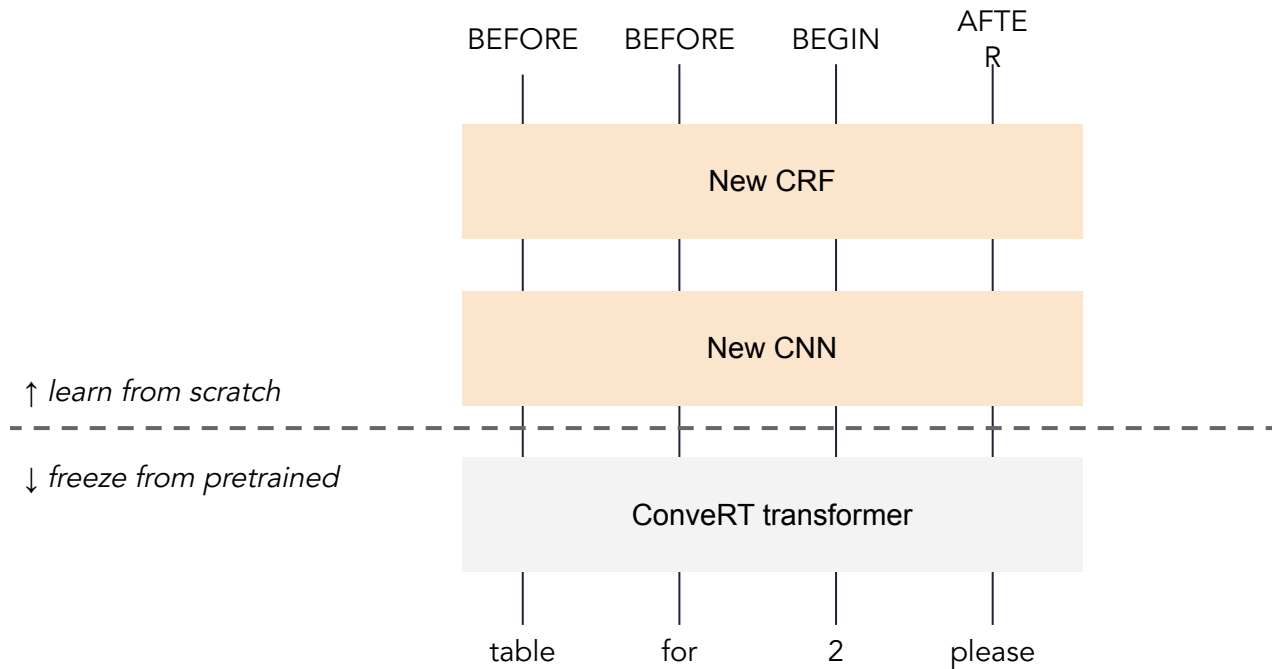 BEFORE BEFORE BEGIN AFTE
R
New CRF
New CNN
↑ learn from scratch
↓ freeze from pretrained
ConveRT transformer
table for 2 please